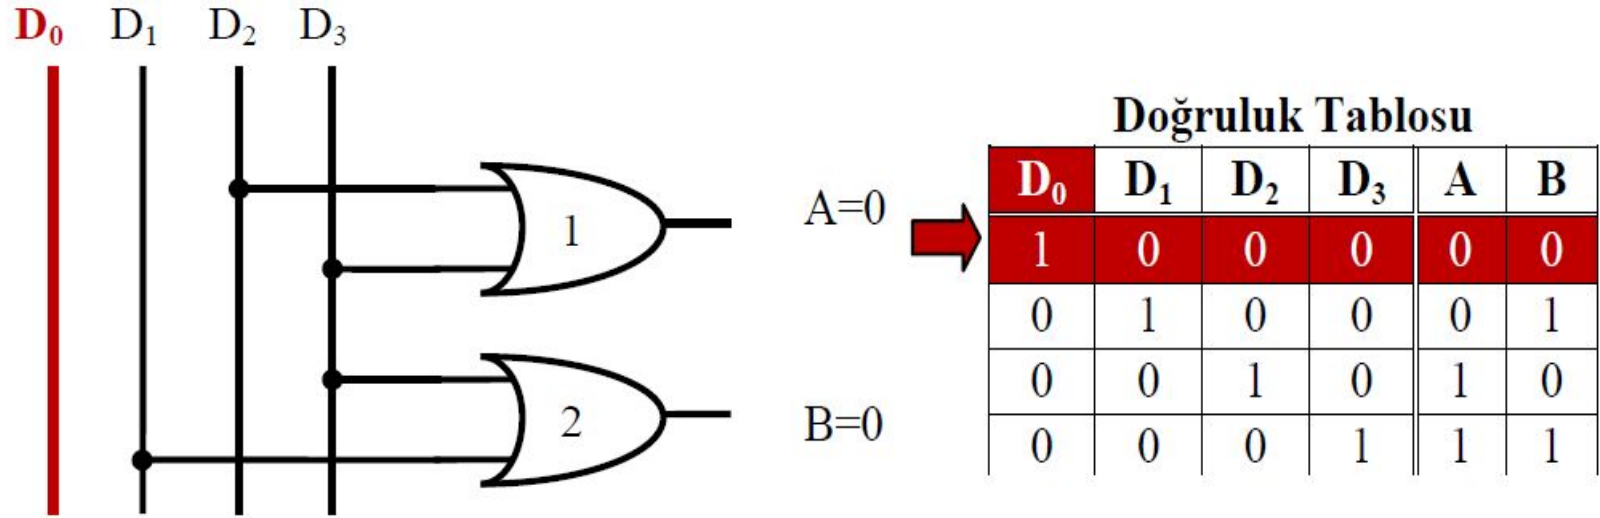 D₀ D₁ D₂ D₃
1
A=0
2
B=0
Doğruluk Tablosu
D₀ D₁ D₂ D₃ A B
1 0 0 0 0 0
0 1 0 0 0 1
0 0 1 0 1 0
0 0 0 1 1 1